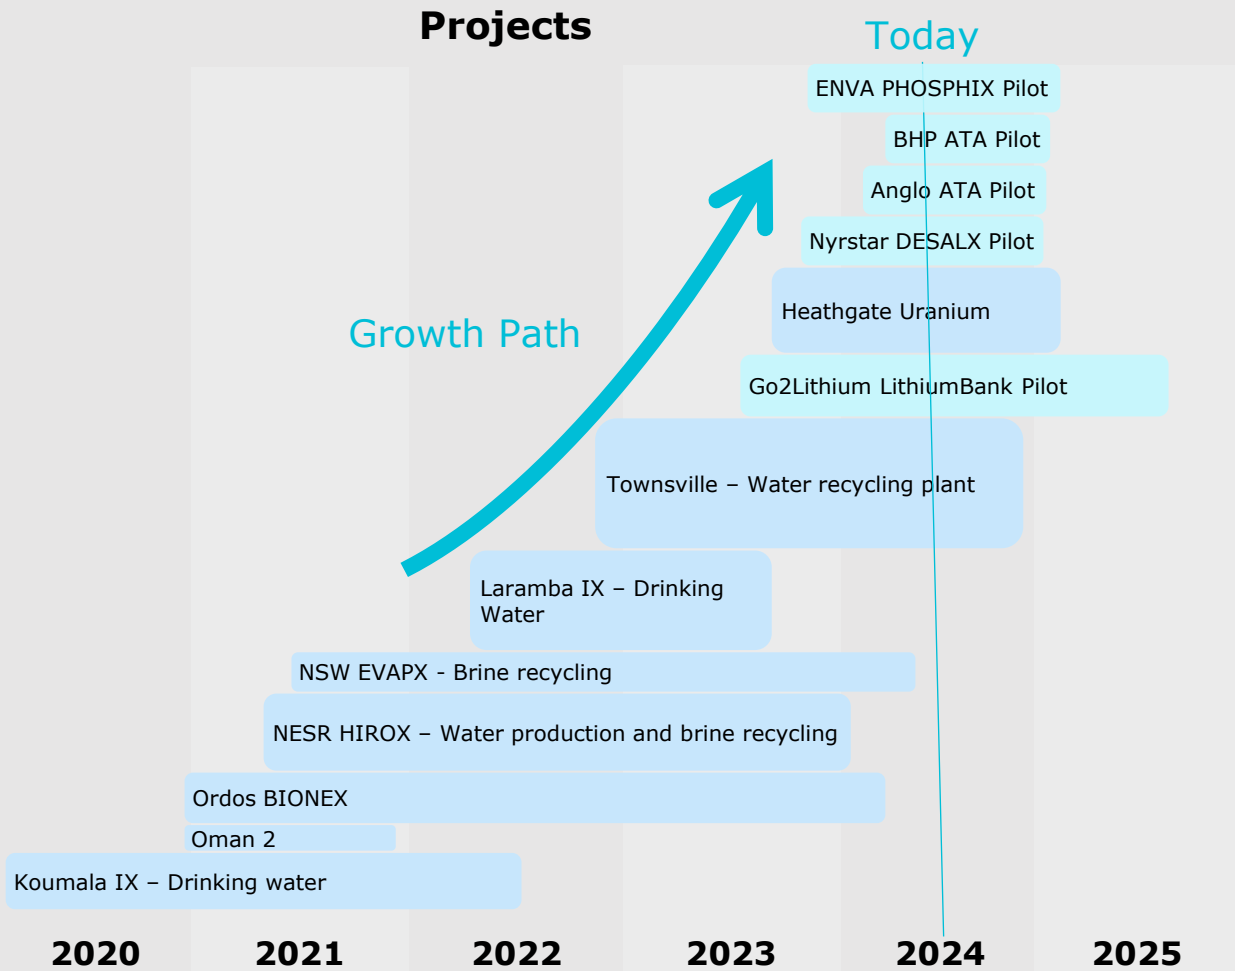 Projects
Today
ENVA PHOSPHIX Pilot
BHP ATA Pilot
Anglo ATA Pilot
Nyrstar DESALX Pilot
Heathgate Uranium
Growth Path
Go2Lithium LithiumBank Pilot
Townsville – Water recycling plant
Laramba IX – Drinking
Water
NSW EVAPX - Brine recycling
NESR HIROX – Water production and brine recycling
Ordos BIONEX
Oman 2
Koumala IX – Drinking water
2020 2021 2022 2023 2024 2025